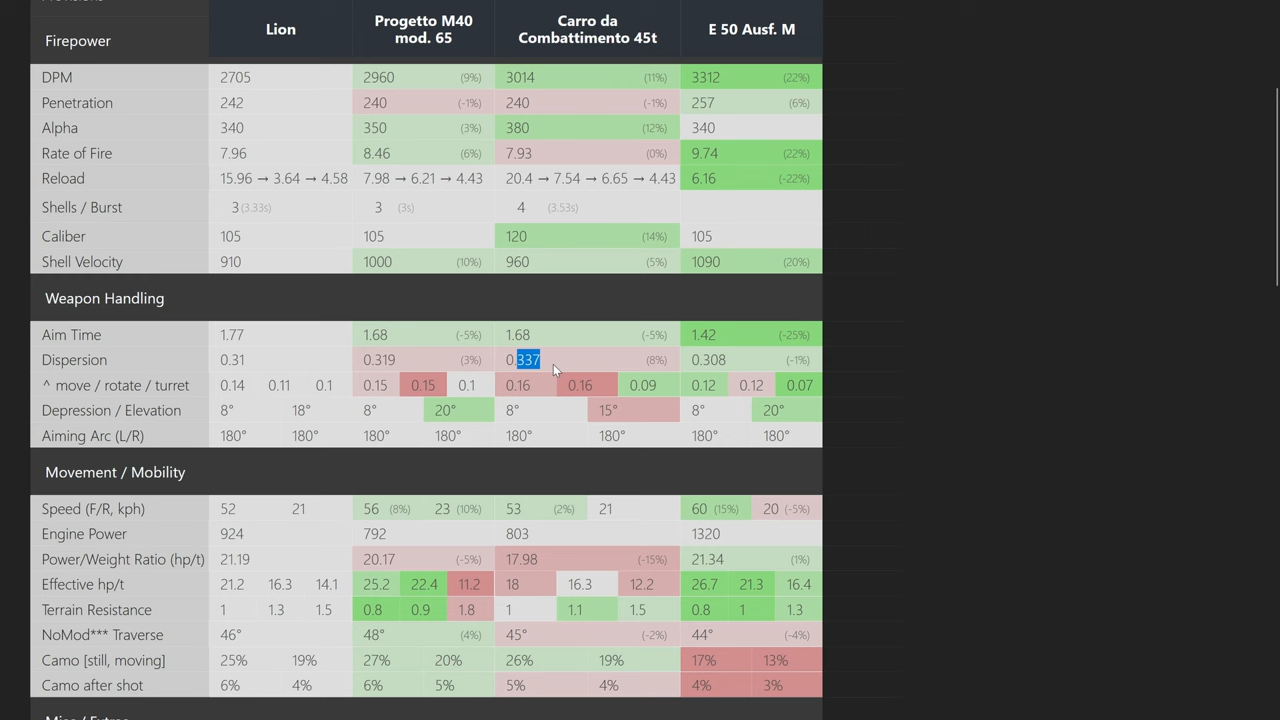 Provisions
Firepower Lion Progetto M40 mod. 65 Carro da Combattimento 45t E 50 Ausf. M
DPM 2705 2960 (9%) 3014 (11%) 3312 (22%)
Penetration 242 240 (-1%) 240 (-1%) 257 (6%)
Alpha 340 350 (3%) 380 (12%) 340
Rate of Fire 7.96 8.46 (6%) 7.93 (0%) 9.74 (22%)
Reload 15.96 → 3.64 → 4.58 7.98 → 6.21 → 4.43 20.4 → 7.54 → 6.65 → 4.43 6.16 (-22%)
Shells / Burst 3 (3.33s) 3 (3s) 4 (3.53s)
Caliber 105 105 120 (14%) 105
Shell Velocity 910 1000 (10%) 960 (5%) 1090 (20%)
Weapon Handling
Aim Time 1.77 1.68 (-5%) 1.68 (-5%) 1.42 (-25%)
Dispersion 0.31 0.319 (3%) 0.337 (8%) 0.308 (-1%)
^ move / rotate / turret 0.14 0.11 0.1 0.15 0.15 0.1 0.16 0.16 0.09 0.12 0.12 0.07
Depression / Elevation 8° 18° 8° 20° 8° 15° 8° 20°
Aiming Arc (L/R) 180° 180° 180° 180° 180° 180° 180° 180°
Movement / Mobility
Speed (F/R, kph) 52 21 56 (8%) 23 (10%) 53 (2%) 21 60 (15%) 20 (-5%)
Engine Power 924 792 803 1320
Power/Weight Ratio (hp/t) 21.19 20.17 (-5%) 17.98 (-15%) 21.34 (1%)
Effective hp/t 21.2 16.3 14.1 25.2 22.4 11.2 18 16.3 12.2 26.7 21.3 16.4
Terrain Resistance 1 1.3 1.5 0.8 0.9 1.8 1 1.1 1.5 0.8 1 1.3
NoMod*** Traverse 46° 48° (4%) 45° (-2%) 44° (-4%)
Camo [still, moving] 25% 19% 27% 20% 26% 19% 17% 13%
Camo after shot 6% 4% 6% 5% 5% 4% 4% 3%
Misc / Extras